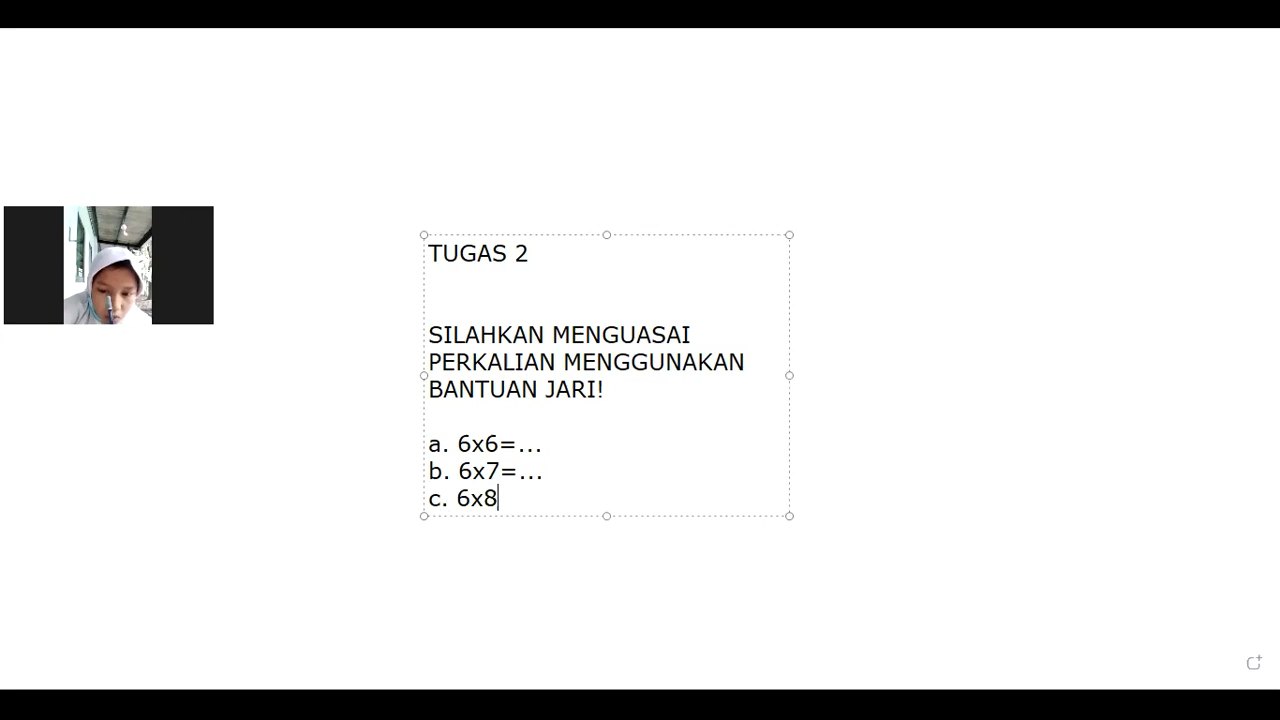 TUGAS 2
SILAHKAN MENGUASAI
PERKALIAN MENGGUNAKAN
BANTUAN JARI!
a. 6x6=...
b. 6x7=...
c. 6x8